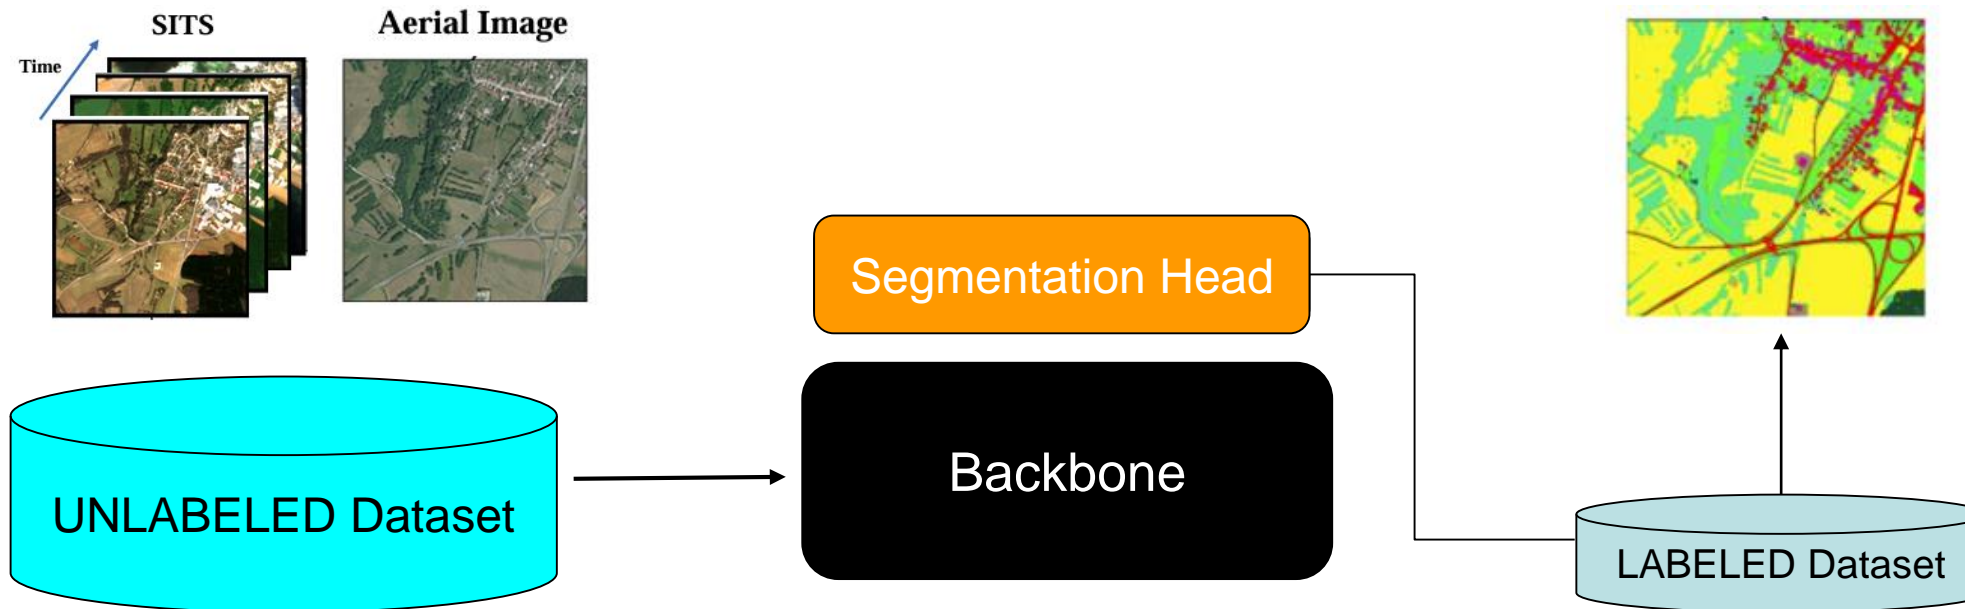 SITS
Aerial Image
Time
Segmentation Head
Backbone
UNLABELED Dataset
LABELED Dataset